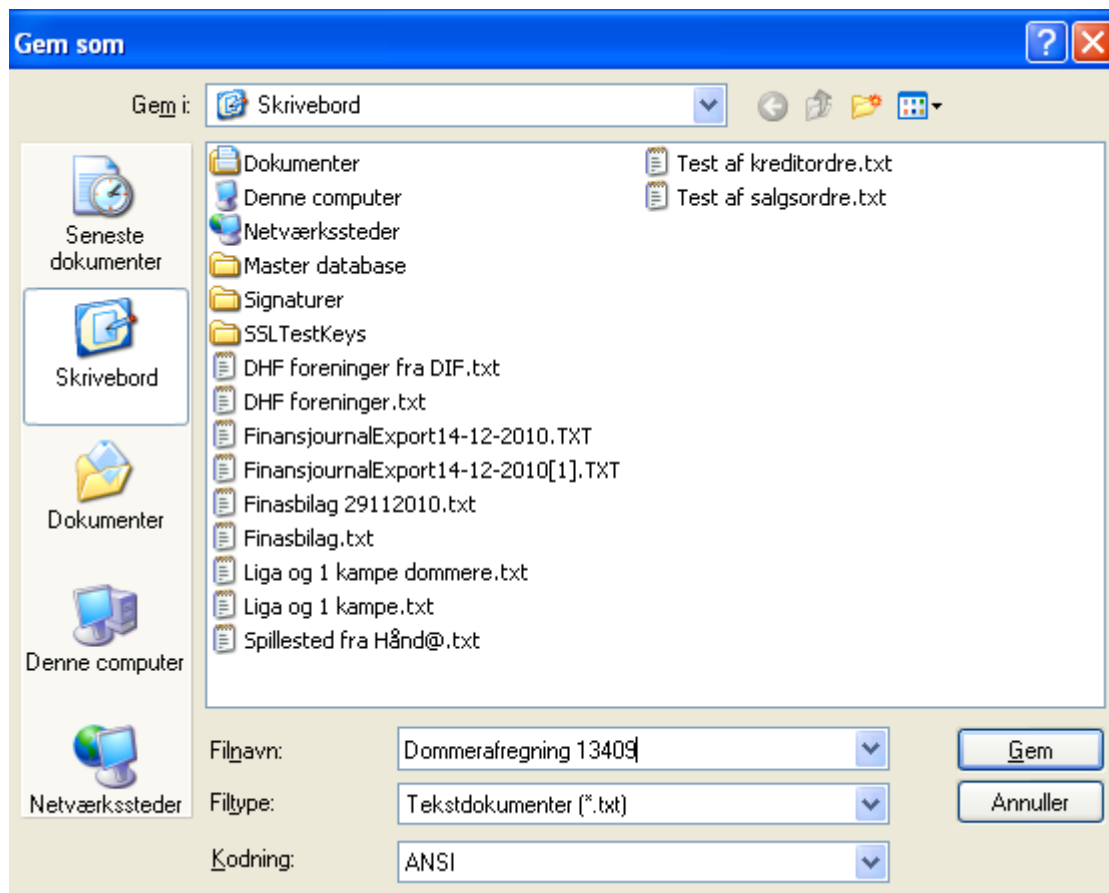 Gem som
Gem i:
Skrivebord
Seneste
dokumenter
Skrivebord
Dokumenter
Denne computer
Netværkssteder
Dokumenter
Denne computer
Netværkssteder
Master database
Signaturer
SSLTestKeys
DHF foreninger fra DIF.txt
DHF foreninger.txt
FinansjournalExport14-12-2010.TXT
FinansjournalExport14-12-2010[1].TXT
Finasbilag 29112010.txt
Finasbilag.txt
Liga og 1 kampe dommere.txt
Liga og 1 kampe.txt
Spillested fra Hånd@.txt
Test af kreditordre.txt
Test af salgsordre.txt
Filnavn:
Dommerafregning 13409
Gem
Filtype:
Tekstdokumenter (*.txt)
Annuller
Kodning:
ANSI